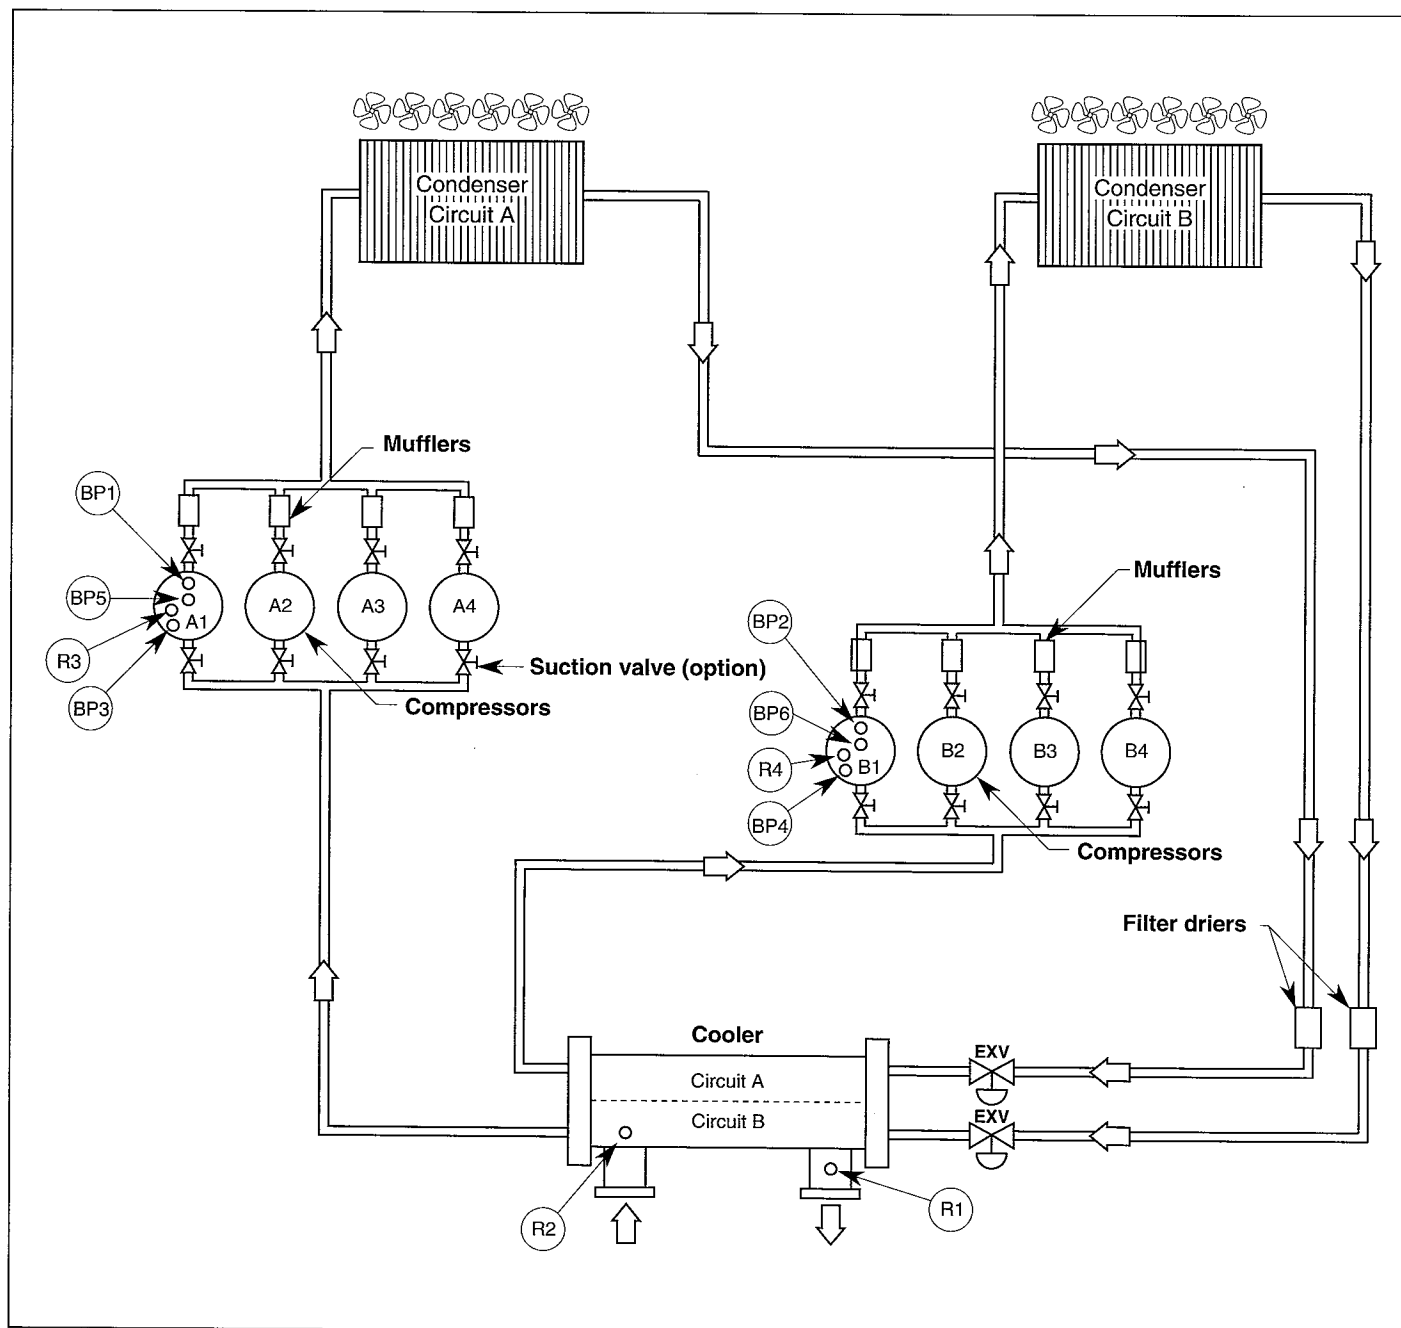 Condenser
Circuit A
Condenser
Circuit B
Mufflers
BP1
BP5
R3
BP3
A1
A2
A3
A4
Suction valve (option)
Compressors
Mufflers
BP2
BP6
R4
BP4
B1
B2
B3
B4
Compressors
Filter driers
Cooler
Circuit A
Circuit B
EXV
EXV
R2
R1